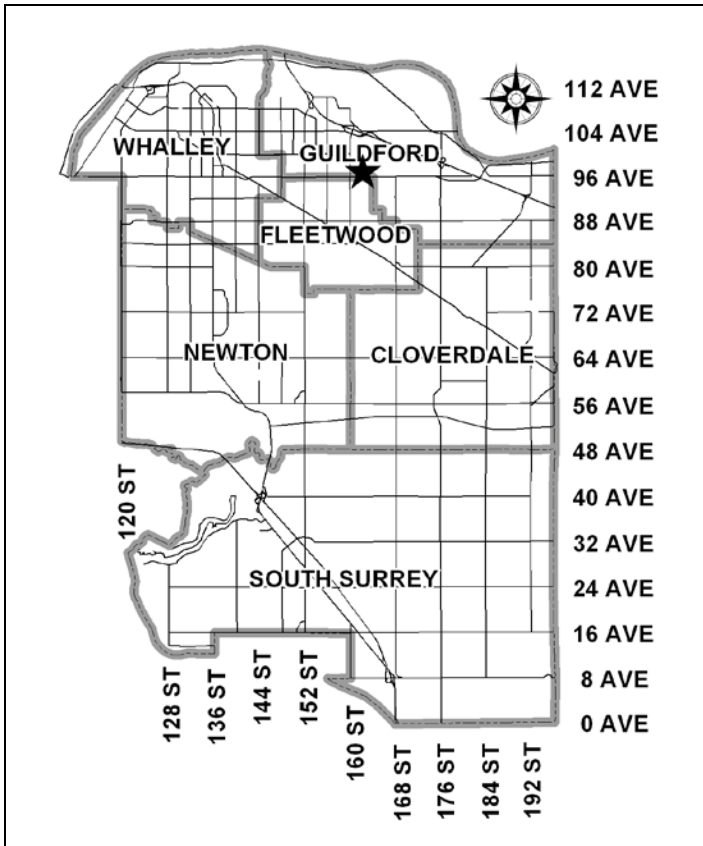 112 AVE
104 AVE
WHALLEY
GUILDFORD
96 AVE
88 AVE
FLEETWOOD
80 AVE
72 AVE
NEWTON
CLOVERDALE
64 AVE
56 AVE
48 AVE
120 ST
40 AVE
32 AVE
SOUTH SURREY
24 AVE
16 AVE
128 ST
136 ST
144 ST
152 ST
8 AVE
160 ST
0 AVE
168 ST
176 ST
184 ST
192 ST